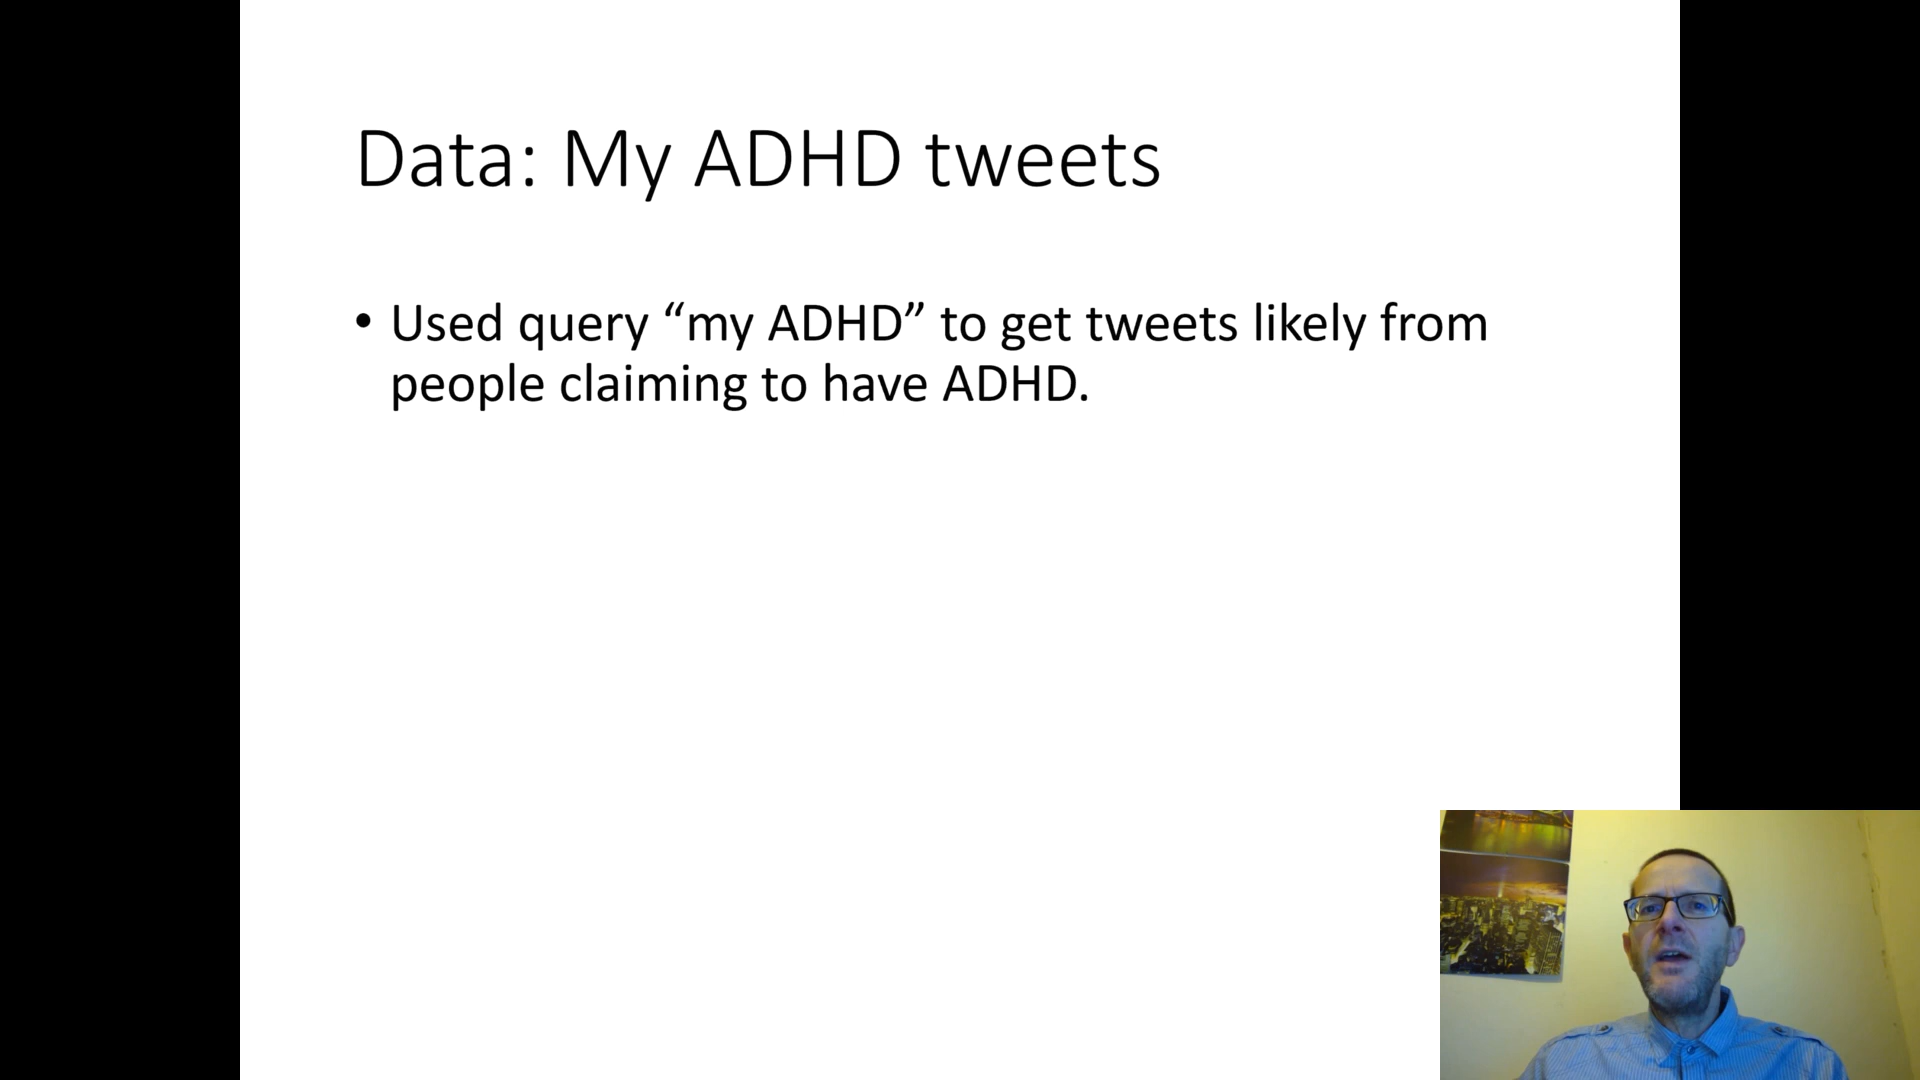 Data: My ADHD tweets
• Used query “my ADHD” to get tweets likely from
people claiming to have ADHD.